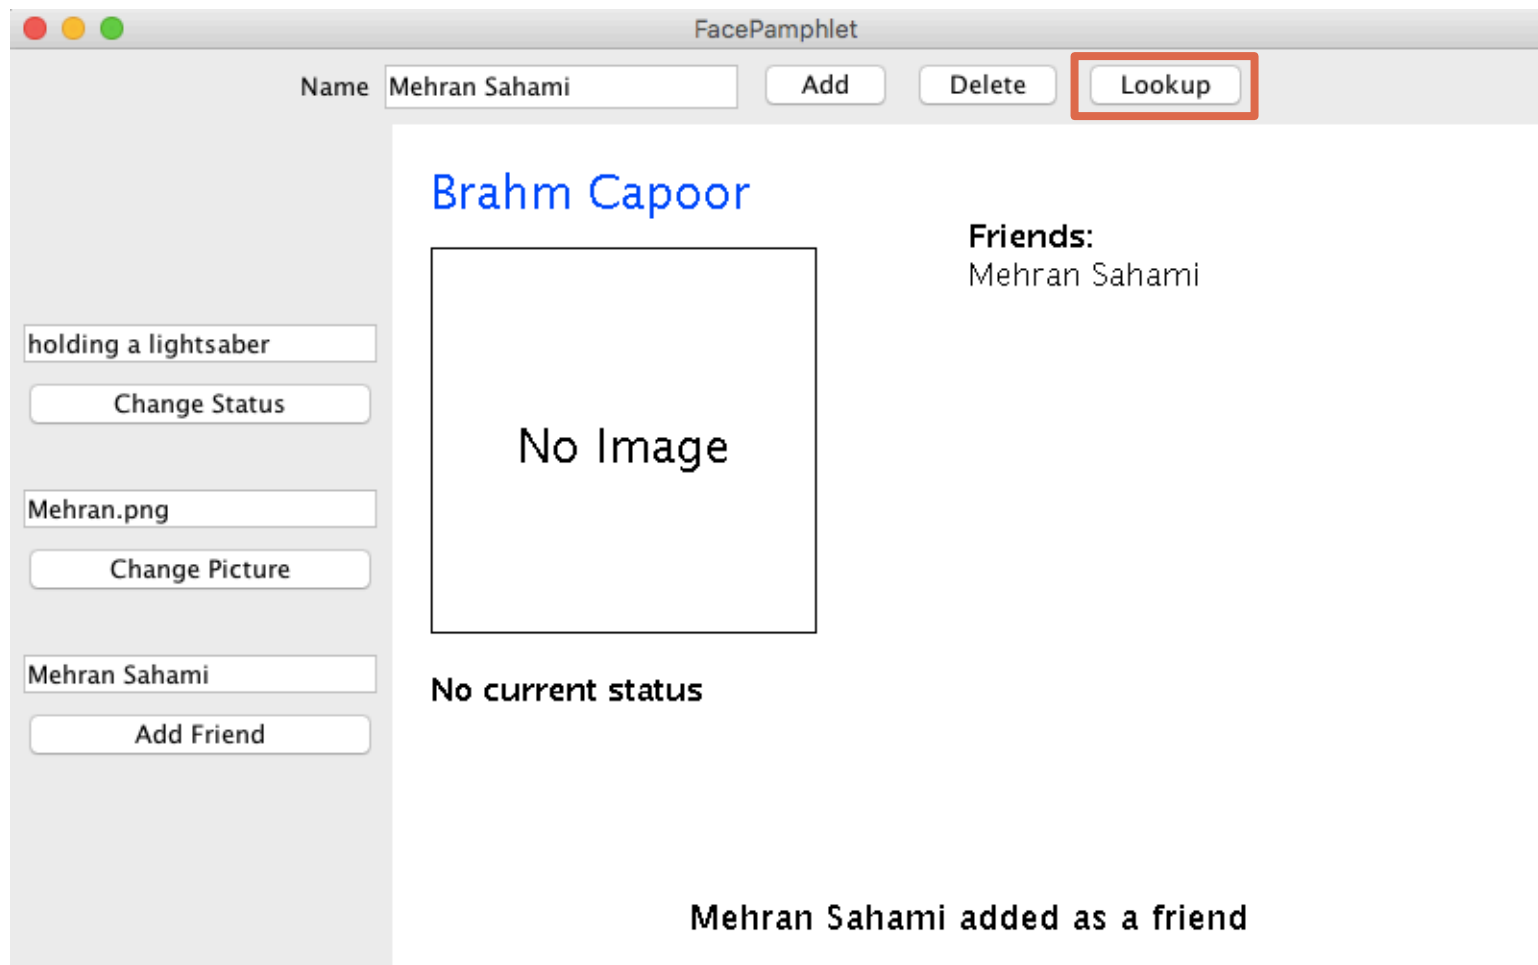 FacePamphlet
Name Mehran Sahami Add Delete Lookup
Brahm Capoor
Friends:
Mehran Sahami
holding a lightsaber
Change Status
No Image
Mehran.png
Change Picture
Mehran Sahami
No current status
Add Friend
Mehran Sahami added as a friend